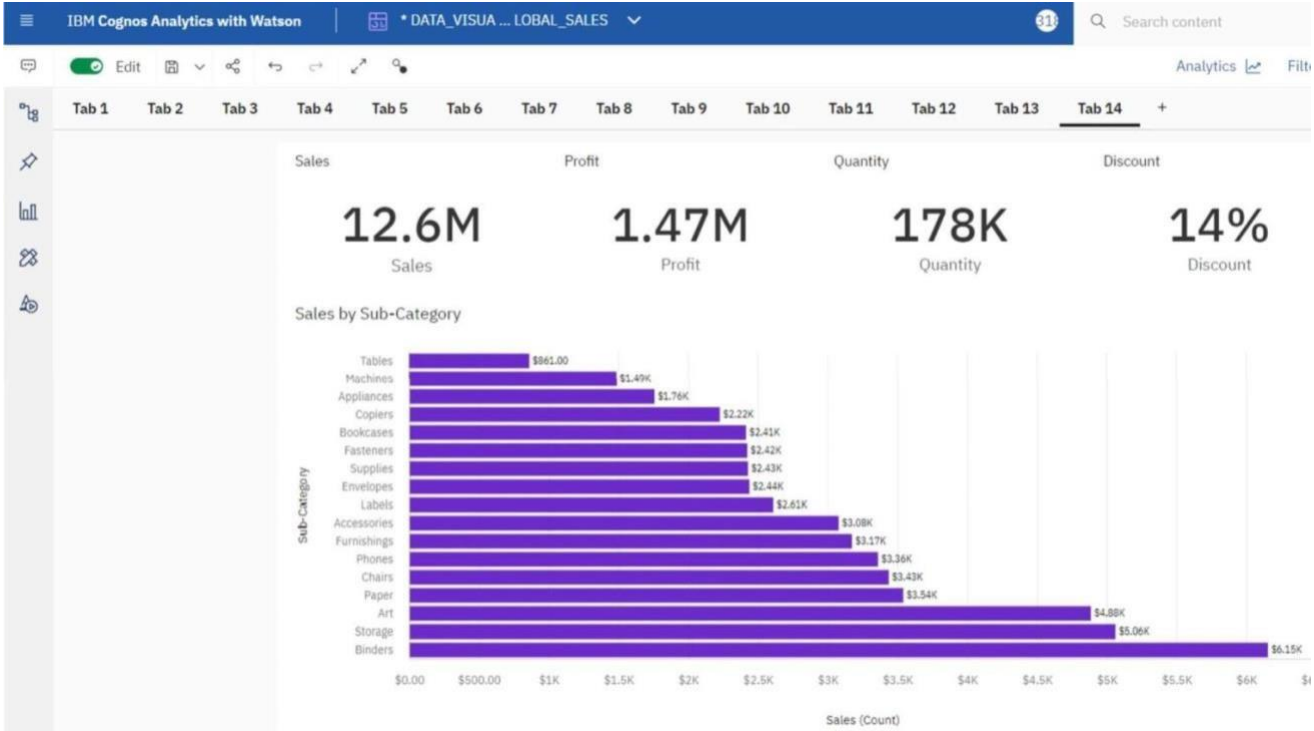 IBM Cognos Analytics with Watson
* DATA_VISUA ... LOBAL_SALES
Search content
Edit
Analytics
Tab 1 Tab 2 Tab 3 Tab 4 Tab 5 Tab 6 Tab 7 Tab 8 Tab 9 Tab 10 Tab 11 Tab 12 Tab 13 Tab 14 +
Sales Profit Quantity Discount
12.6M 1.47M 178K 14%
Sales Profit Quantity Discount
Sales by Sub-Category
Sub-Category
Tables $861.00
Machines $1.49K
Appliances $1.76K
Copiers $2.22K
Bookcases $2.41K
Fasteners $2.42K
Supplies $2.43K
Envelopes $2.44K
Labels $2.61K
Accessories $3.08K
Furnishings $3.17K
Phones $3.36K
Chairs $3.43K
Paper $3.54K
Art $4.88K
Storage $5.06K
Binders $6.15K
$0.00 $500.00 $1K $1.5K $2K $2.5K $3K $3.5K $4K $4.5K $5K $5.5K $6K
Sales (Count)